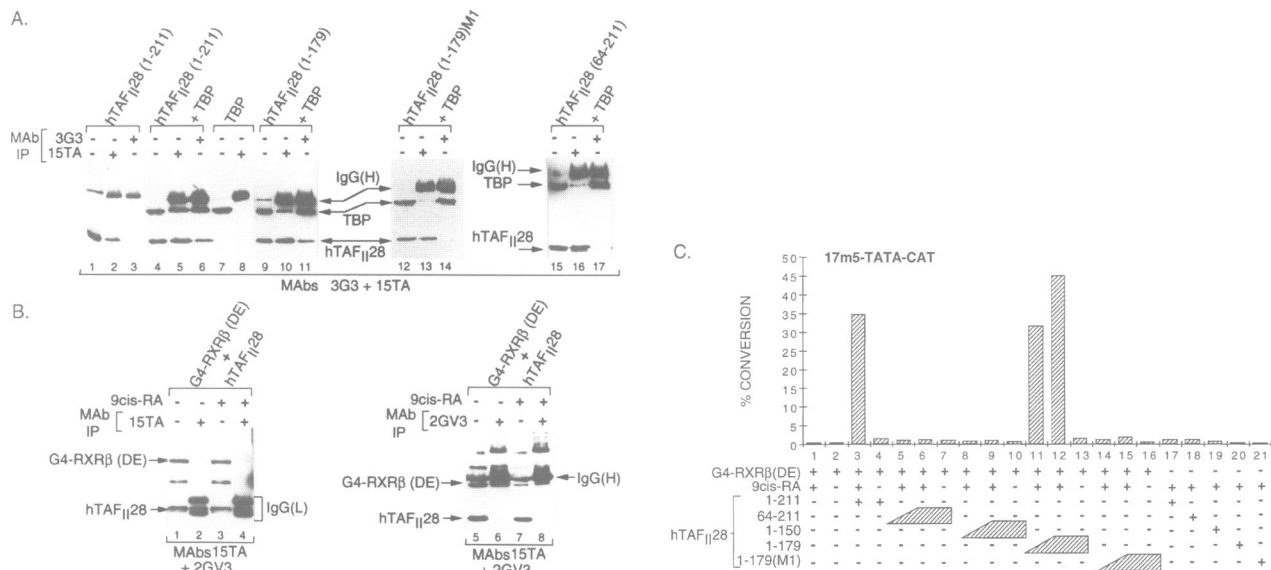 A.
hTAFII28 (1-211)
hTAFII28 (1-211)
+ TBP
TBP
hTAFII28 (1-179)
+ TBP
hTAFII28 (1-179)M1
+ TBP
hTAFII28 (64-211)
+ TBP
MAb
IP
3G3 - - + - - + - - - - + - - + - - +
15TA - + - - + - - + - + - - + - - + -
IgG(H)
TBP
hTAFII28
IgG(H)
TBP
hTAFII28
1 2 3 4 5 6 7 8 9 10 11 12 13 14 15 16 17
MAbs 3G3 + 15TA
B.
G4-RXRβ (DE)
+
hTAFII28
9cis-RA - - + +
MAb
IP
15TA - + - +
G4-RXRβ (DE)
hTAFII28
IgG(L)
1 2 3 4
MAbs15TA
+ 2GV3
G4-RXRβ (DE)
+
hTAFII28
9cis-RA - - + +
MAb
IP
2GV3 - + - +
G4-RXRβ (DE)
IgG(H)
hTAFII28
5 6 7 8
MAbs15TA
+ 2GV3
C.
17m5-TATA-CAT
% CONVERSION
50
45
40
35
30
25
20
15
10
5
0
1 2 3 4 5 6 7 8 9 10 11 12 13 14 15 16 17 18 19 20 21
G4-RXRβ(DE) + + + + + + + + + + + + + + + + - - - - -
9cis-RA + - + - + + - + + - + + - + + - + + + + +
hTAFII28
1-211 - - + + - - - - - - - - - - - - + - - - -
64-211 - - - - - - - - - - - - - + - - -
1-150 - - - - - - - - - - - - - - - + - -
1-179 - - - - - - - - - - - - - - - - + -
1-179(M1) - - - - - - - - - - - - - - - - - +